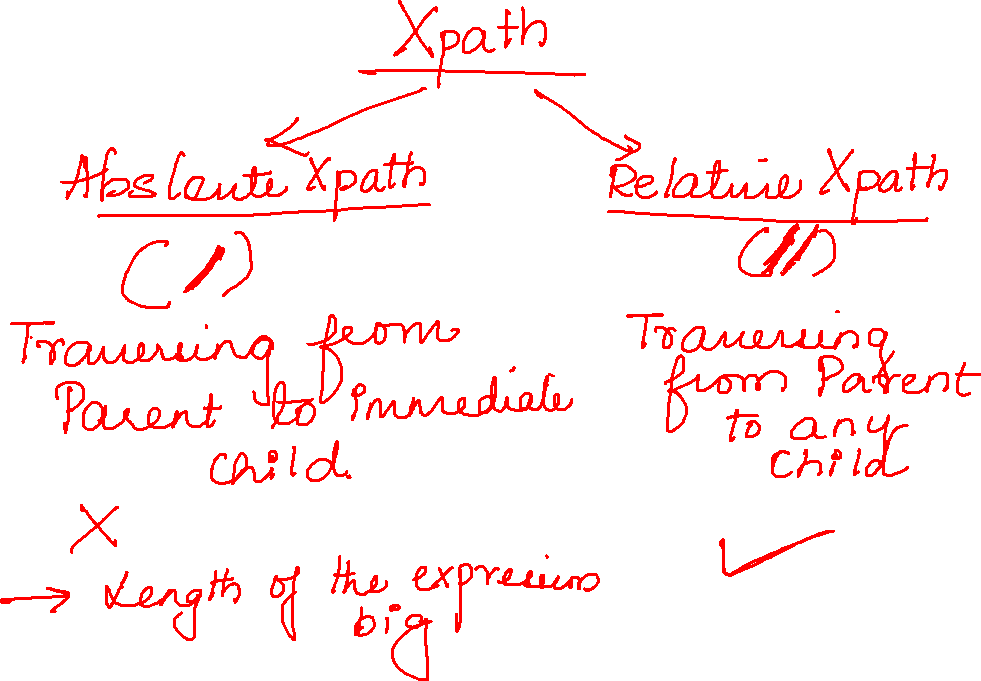 Xpath
Absloute Xpath
Relative Xpath
(/)
(//)
Traversing from
Parent to immediate
child.
Traversing
from Parent
to any
child
X
✓
→ Length of the expression
big